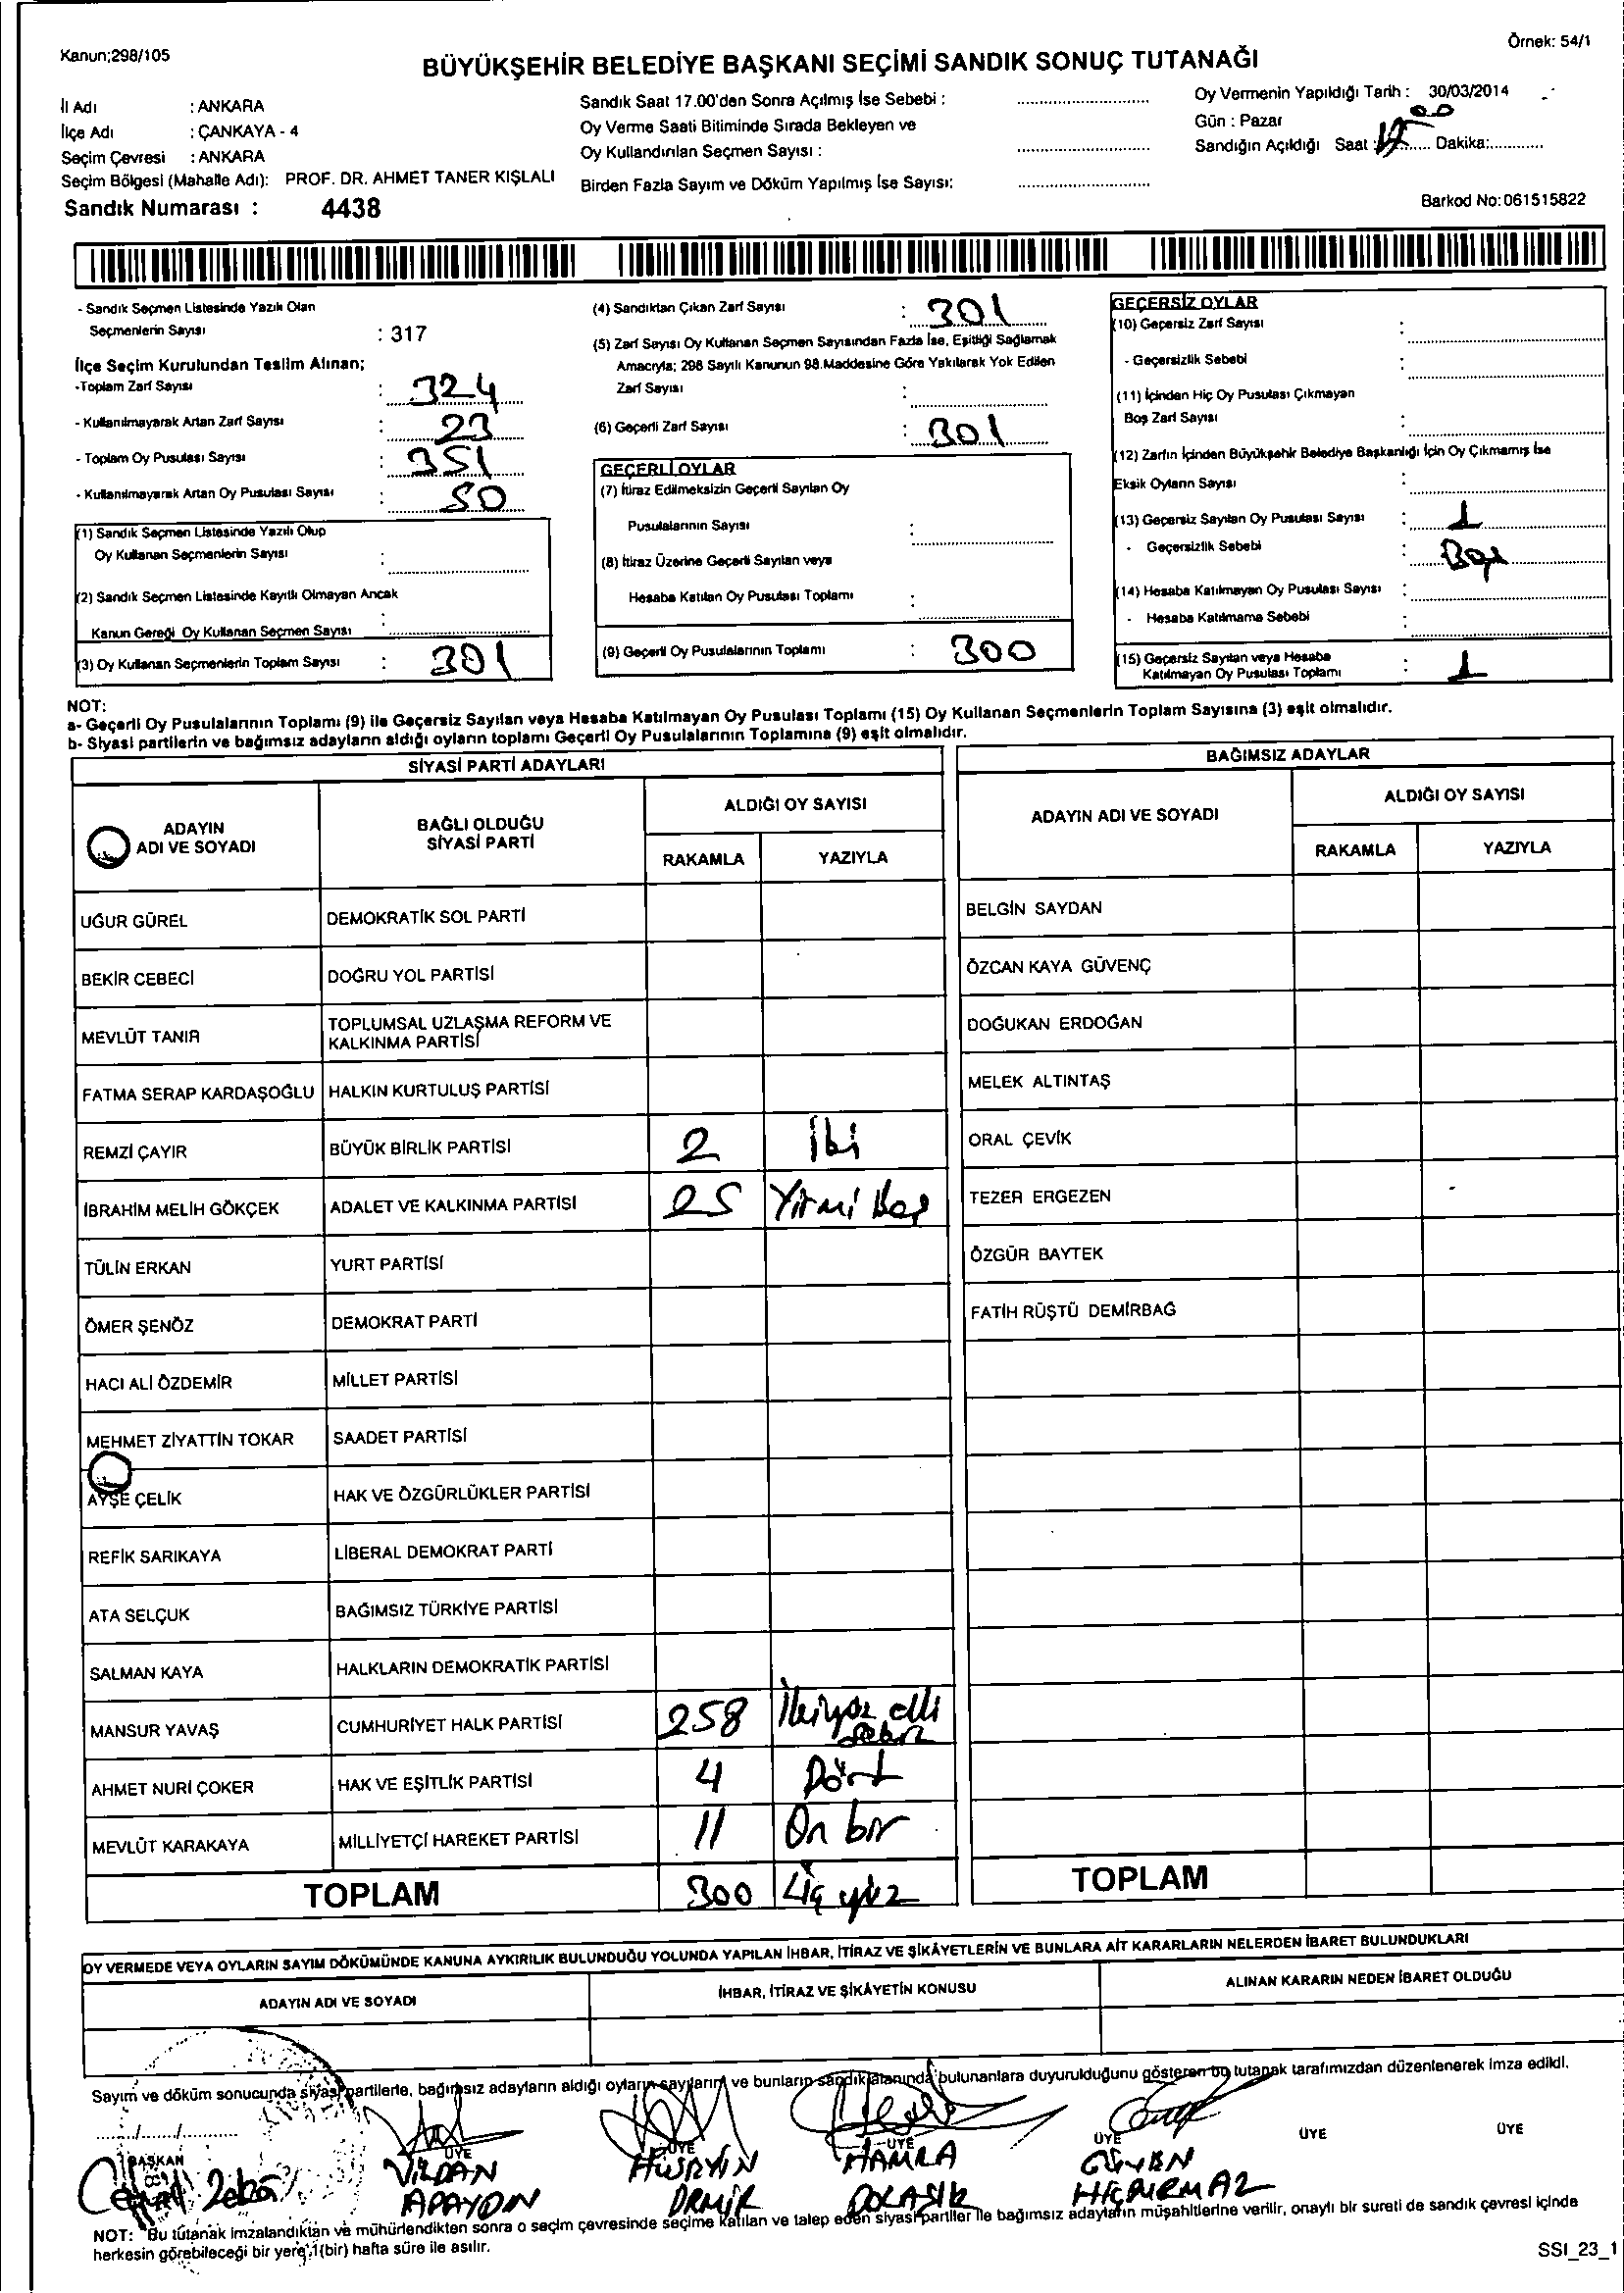 Kanun;298/105
Örnek: 54/1
BÜYÜKŞEHİR BELEDİYE BAŞKANI SEÇİMİ SANDIK SONUÇ TUTANAĞI
İl Adı : ANKARA
İlçe Adı : ÇANKAYA - 4
Seçim Çevresi : ANKARA
Seçim Bölgesi (Mahalle Adı): PROF. DR. AHMET TANER KIŞLALI
Sandık Numarası : 4438
Sandık Saat 17.00'den Sonra Açılmış İse Sebebi :
Oy Verme Saati Bitiminde Sırada Bekleyen ve
Oy Kullandırılan Seçmen Sayısı :
Birden Fazla Sayım ve Döküm Yapılmış İse Sayısı:
Oy Vermenin Yapıldığı Tarih : 30/03/2014
Gün : Pazar
Sandığın Açıldığı Saat : 17 00 Dakika:
Barkod No: 061515822
- Sandık Seçmen Listesinde Yazılı Olan
Seçmenlerin Sayısı : 317
İlçe Seçim Kurulundan Teslim Alınan;
-Toplam Zarf Sayısı : 324
- Kullanılmayarak Artan Zarf Sayısı : 23
- Toplam Oy Pusulası Sayısı : 351
- Kullanılmayarak Artan Oy Pusulası Sayısı : 50
(1) Sandık Seçmen Listesinde Yazılı Olup
Oy Kullanan Seçmenlerin Sayısı :
(2) Sandık Seçmen Listesinde Kayıtlı Olmayan Ancak
Kanun Gereği Oy Kullanan Seçmen Sayısı :
(3) Oy Kullanan Seçmenlerin Toplam Sayısı : 301
(4) Sandıktan Çıkan Zarf Sayısı : 301
(5) Zarf Sayısı Oy Kullanan Seçmen Sayısından Fazla İse, Eşitliği Sağlamak
Amacıyla; 298 Sayılı Kanunun 98.Maddesine Göre Yakılarak Yok Edilen
Zarf Sayısı :
(6) Geçerli Zarf Sayısı : 301
GEÇERLİ OYLAR
(7) İtiraz Edilmeksizin Geçerli Sayılan Oy
Pusulalarının Sayısı :
(8) İtiraz Üzerine Geçerli Sayılan veya
Hesaba Katılan Oy Pusulası Toplamı :
(9) Geçerli Oy Pusulalarının Toplamı : 300
GEÇERSİZ OYLAR
(10) Geçersiz Zarf Sayısı :
- Geçersizlik Sebebi :
(11) İçinden Hiç Oy Pusulası Çıkmayan
Boş Zarf Sayısı :
(12) Zarfın İçinden Büyükşehir Belediye Başkanlığı İçin Oy Çıkmamış İse
Eksik Oyların Sayısı :
(13) Geçersiz Sayılan Oy Pusulası Sayısı : 1
- Geçersizlik Sebebi : Boş
(14) Hesaba Katılmayan Oy Pusulası Sayısı :
- Hesaba Katılmama Sebebi :
(15) Geçersiz Sayılan veya Hesaba
Katılmayan Oy Pusulası Toplamı : 1
NOT:
a- Geçerli Oy Pusulalarının Toplamı (9) ile Geçersiz Sayılan veya Hesaba Katılmayan Oy Pusulası Toplamı (15) Oy Kullanan Seçmenlerin Toplam Sayısına (3) eşit olmalıdır.
b- Siyasi partilerin ve bağımsız adayların aldığı oyların toplamı Geçerli Oy Pusulalarının Toplamına (9) eşit olmalıdır.
SİYASİ PARTİ ADAYLARI
ADAYIN ADI VE SOYADI
BAĞLI OLDUĞU SİYASİ PARTİ
ALDIĞI OY SAYISI
RAKAMLA YAZIYLA
UĞUR GÜREL DEMOKRATİK SOL PARTİ
BEKİR CEBECİ DOĞRU YOL PARTİSİ
MEVLÜT TANIR TOPLUMSAL UZLAŞMA REFORM VE
KALKINMA PARTİSİ
FATMA SERAP KARDAŞOĞLU HALKIN KURTULUŞ PARTİSİ
REMZİ ÇAYIR BÜYÜK BİRLİK PARTİSİ 2 İki
İBRAHİM MELİH GÖKÇEK ADALET VE KALKINMA PARTİSİ 25 Yirmi beş
TÜLİN ERKAN YURT PARTİSİ
ÖMER ŞENÖZ DEMOKRAT PARTİ
HACI ALİ ÖZDEMİR MİLLET PARTİSİ
MEHMET ZİYATTİN TOKAR SAADET PARTİSİ
AYŞE ÇELİK HAK VE ÖZGÜRLÜKLER PARTİSİ
REFİK SARIKAYA LİBERAL DEMOKRAT PARTİ
ATA SELÇUK BAĞIMSIZ TÜRKİYE PARTİSİ
SALMAN KAYA HALKLARIN DEMOKRATİK PARTİSİ
MANSUR YAVAŞ CUMHURİYET HALK PARTİSİ 258 İkiyüz elli
sekiz
AHMET NURİ ÇOKER HAK VE EŞİTLİK PARTİSİ 4 Dört
MEVLÜT KARAKAYA MİLLİYETÇİ HAREKET PARTİSİ 11 On bir
TOPLAM 300 Üç yüz
BAĞIMSIZ ADAYLAR
ADAYIN ADI VE SOYADI
ALDIĞI OY SAYISI
RAKAMLA YAZIYLA
BELGİN SAYDAN
ÖZCAN KAYA GÜVENÇ
DOĞUKAN ERDOĞAN
MELEK ALTINTAŞ
ORAL ÇEVİK
TEZER ERGEZEN
ÖZGÜR BAYTEK
FATİH RÜŞTÜ DEMİRBAĞ
TOPLAM
OY VERMEDE VEYA OYLARIN SAYIM DÖKÜMÜNDE KANUNA AYKIRILIK BULUNDUĞU YOLUNDA YAPILAN İHBAR, İTİRAZ VE ŞİKÂYETLERİN VE BUNLARA AİT KARARLARIN NELERDEN İBARET BULUNDUKLARI
ADAYIN ADI VE SOYADI İHBAR, İTİRAZ VE ŞİKÂYETİN KONUSU ALINAN KARARIN NEDEN İBARET OLDUĞU
Sayım ve döküm sonucunda siyasi partilerle, bağımsız adayların aldığı oyların sayılarını ve bunların sandık alanında bulunanlara duyurulduğunu gösteren bu tutanak tarafımızdan düzenlenerek imza edildi.
BAŞKAN ÜYE ÜYE ÜYE ÜYE ÜYE ÜYE
VİLDAN HÜSEYİN HAMRA GÜVEN
APAYDIN
NOT: Bu tutanak imzalandıktan ve mühürlendikten sonra o seçim çevresinde seçime katılan ve talep eden siyasi partiler ile bağımsız adayların müşahitlerine verilir, onaylı bir sureti de sandık çevresi içinde
herkesin görebileceği bir yere 1(bir) hafta süre ile asılır.
SSI_23_1